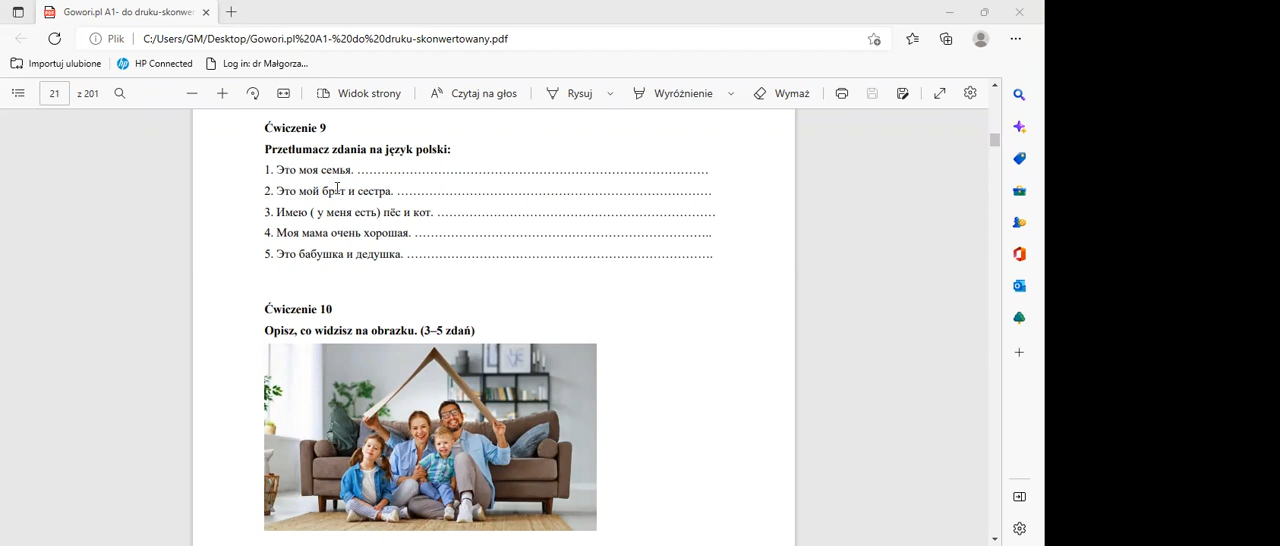 Gowori.pl A1- do druku-skonwer
Plik
C:/Users/GM/Desktop/Gowori.pl%20A1-%20do%20druku-skonwertowany.pdf
Importuj ulubione
HP Connected
Log in: dr Małgorza...
21 z 201
Widok strony
Czytaj na głos
Rysuj
Wyróżnienie
Wymaż
Ćwiczenie 9
Przetłumacz zdania na język polski:
1. Это моя семья. ……………………………………………………………………………
2. Это мой брат и сестра. ……………………………………………………………………
3. Имею ( у меня есть) пёс и кот. ……………………………………………………………
4. Моя мама очень хорошая. ………………………………………………………………..
5. Это бабушка и дедушка. …………………………………………………………………..
Ćwiczenie 10
Opisz, co widzisz na obrazku. (3–5 zdań)